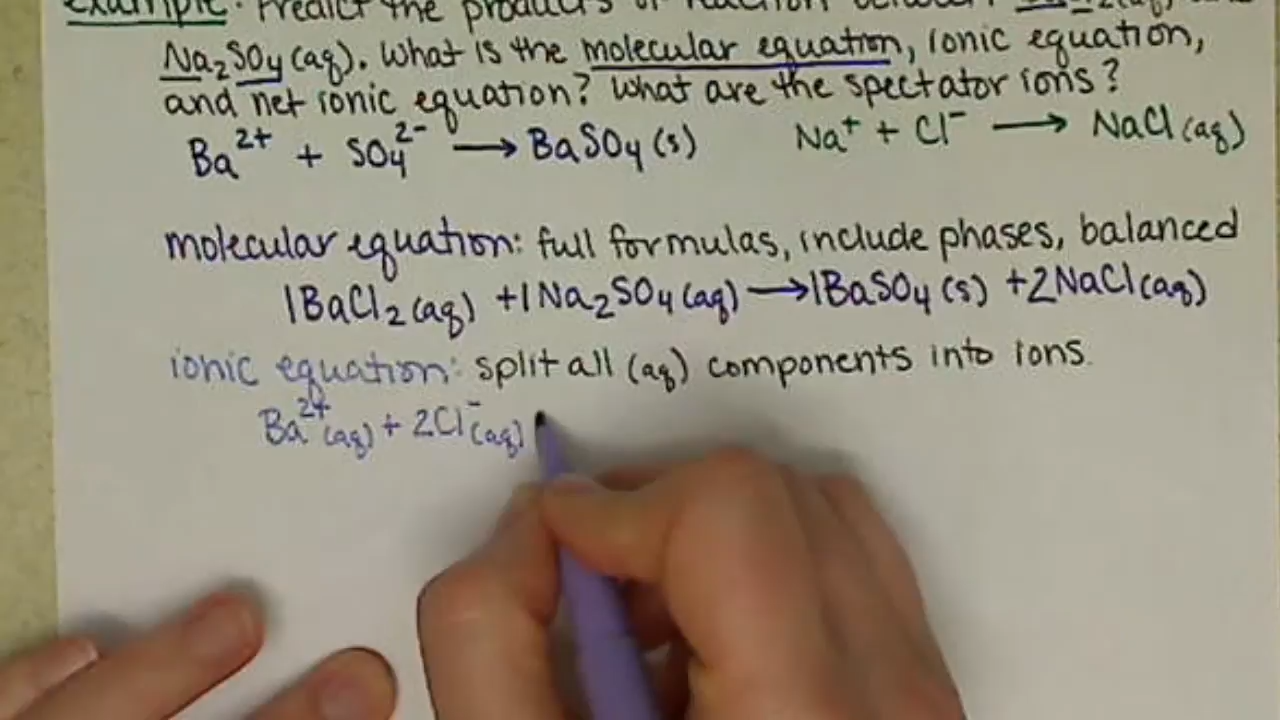 example: Predict the products of reaction between
Na₂SO₄(aq). What is the molecular equation, ionic equation,
and net ionic equation? What are the spectator ions?
Ba²⁺ + SO₄²⁻ → BaSO₄(s) Na⁺ + Cl⁻ → NaCl(aq)
molecular equation: full formulas, include phases, balanced
1BaCl₂(aq) + 1Na₂SO₄(aq) → 1BaSO₄(s) + 2NaCl(aq)
ionic equation: split all (aq) components into ions.
Ba²⁺(aq) + 2Cl⁻(aq)